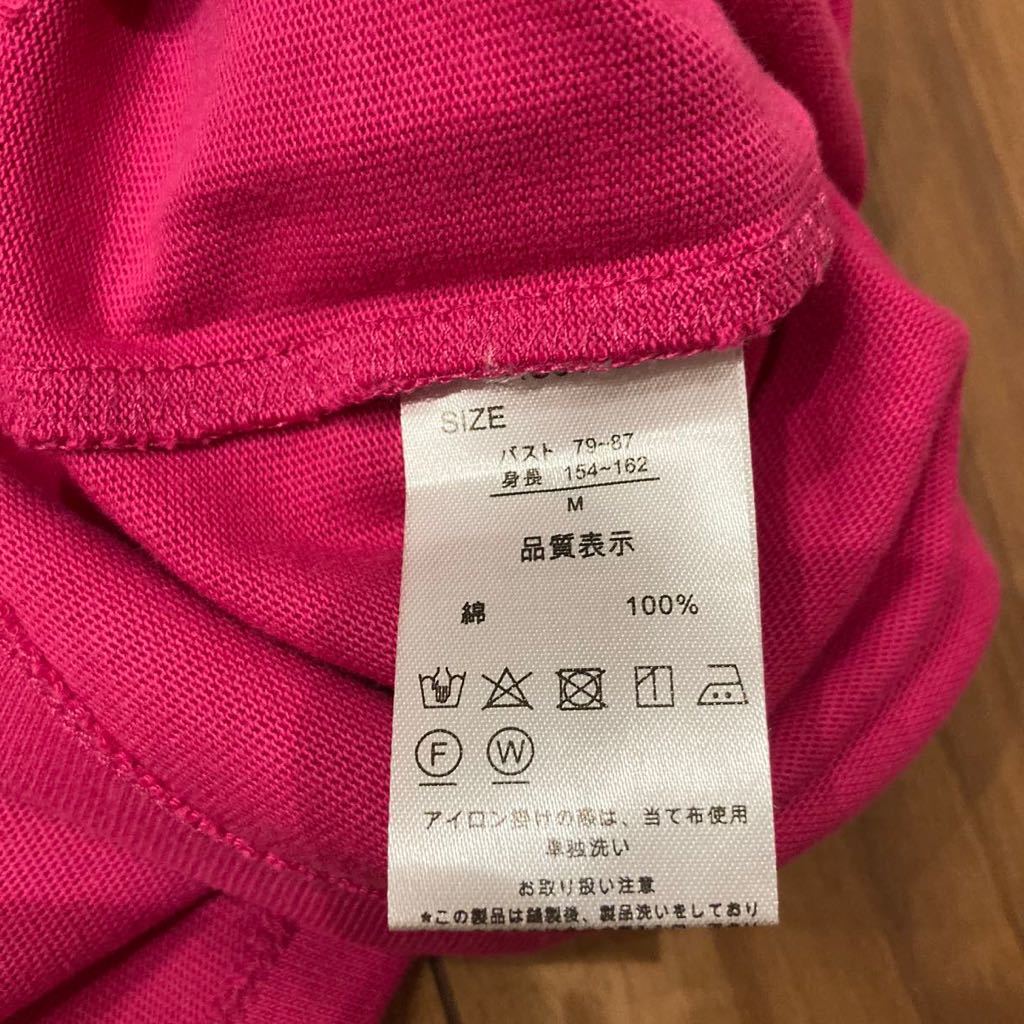 SIZE
バスト 79~87
身長 154~162
M
品質表示
綿 100%
F W
アイロン掛けの際は、当て布使用
単独洗い
お取り扱い注意
*この製品は縫製後、製品洗いをしており